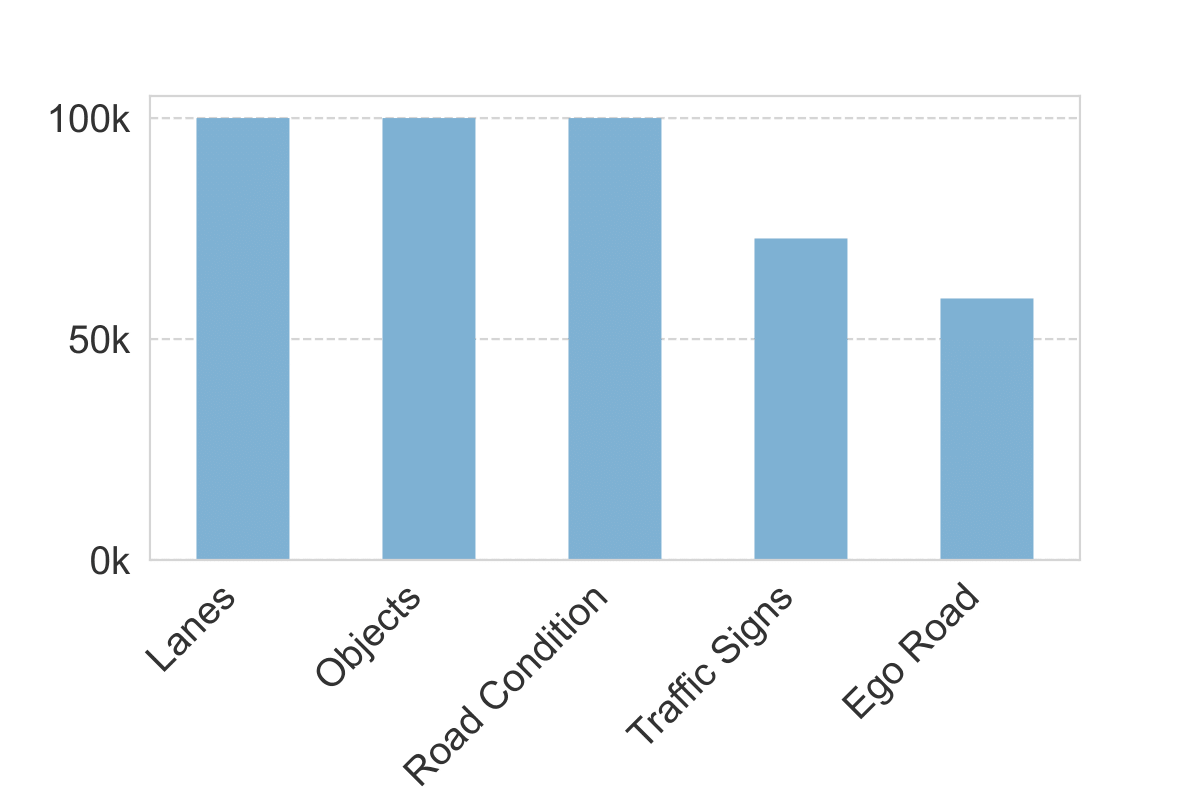 100k
50k
0k
Lanes
Objects
Road Condition
Traffic Signs
Ego Road